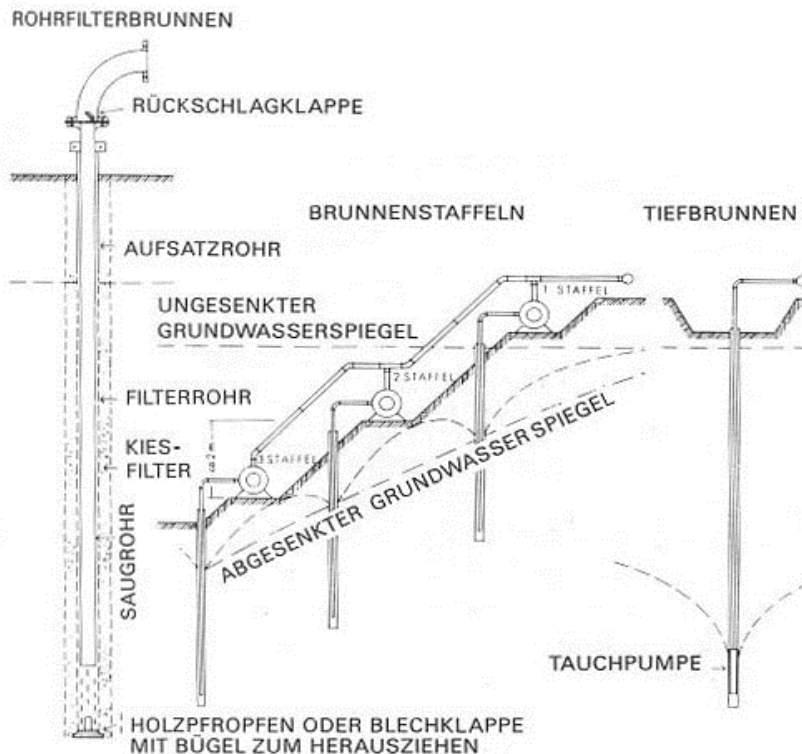 ROHRFILTERBRUNNEN
RÜCKSCHLAGKLAPPE
AUFSATZROHR
FILTERROHR
KIES-
FILTER
SAUGROHR
HOLZPFROPFEN ODER BLECHKLAPPE
MIT BÜGEL ZUM HERAUSZIEHEN
BRUNNENSTAFFELN
UNGESENKTER
GRUNDWASSERSPIEGEL
1 STAFFEL
2 STAFFEL
3 STAFFEL
ABGESENKTER GRUNDWASSERSPIEGEL
TIEFBRUNNEN
TAUCHPUMPE